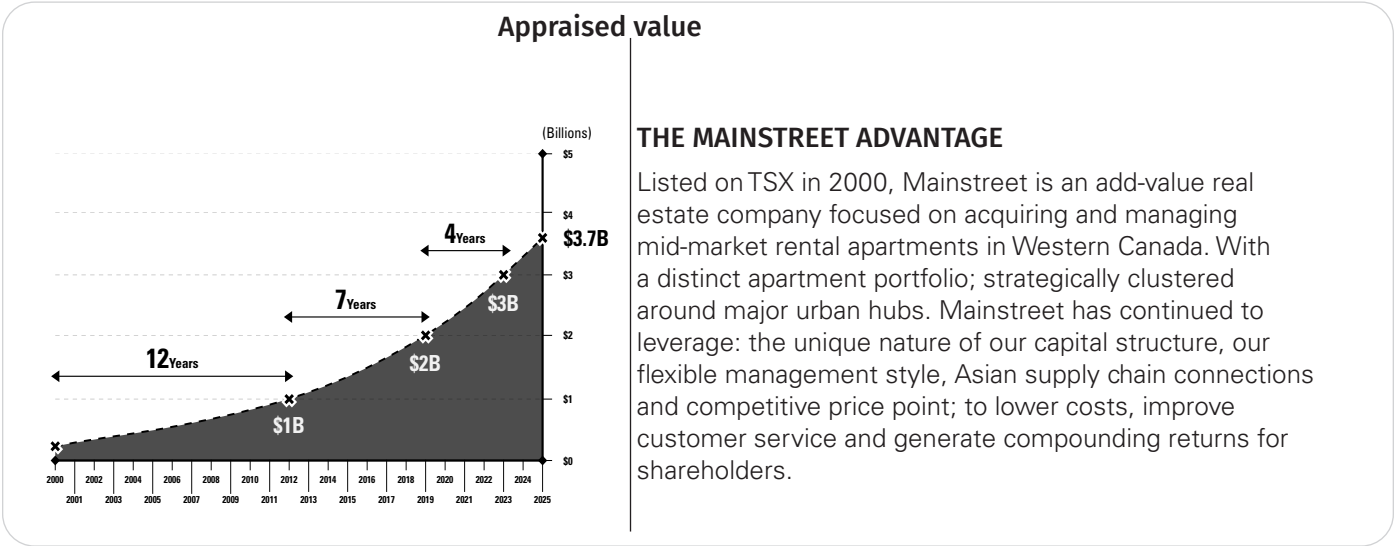 Appraised value
(Billions)
$5
$4
$3.7B
$3
$2
$1
$0
4Years
7Years
12Years
$3B
$2B
$1B
2000 2002 2004 2006 2008 2010 2012 2014 2016 2018 2020 2022 2024
2001 2003 2005 2007 2009 2011 2013 2015 2017 2019 2021 2023 2025
THE MAINSTREET ADVANTAGE
Listed on TSX in 2000, Mainstreet is an add-value real
estate company focused on acquiring and managing
mid-market rental apartments in Western Canada. With
a distinct apartment portfolio; strategically clustered
around major urban hubs. Mainstreet has continued to
leverage: the unique nature of our capital structure, our
flexible management style, Asian supply chain connections
and competitive price point; to lower costs, improve
customer service and generate compounding returns for
shareholders.